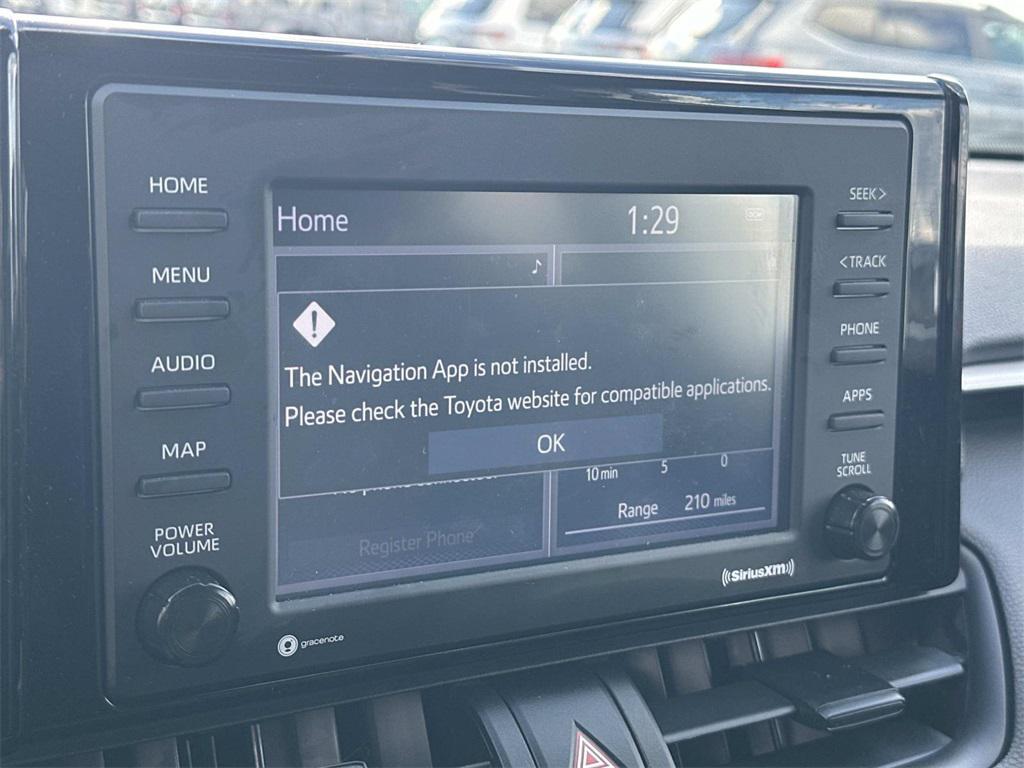 HOME
MENU
AUDIO
MAP
POWER
VOLUME
Home
1:29
DCM
The Navigation App is not installed.
Please check the Toyota website for compatible applications.
OK
10 min 5 0
Range 210 miles
Register Phone
SEEK>
<TRACK
PHONE
APPS
TUNE
SCROLL
((SiriusXM))
gracenote